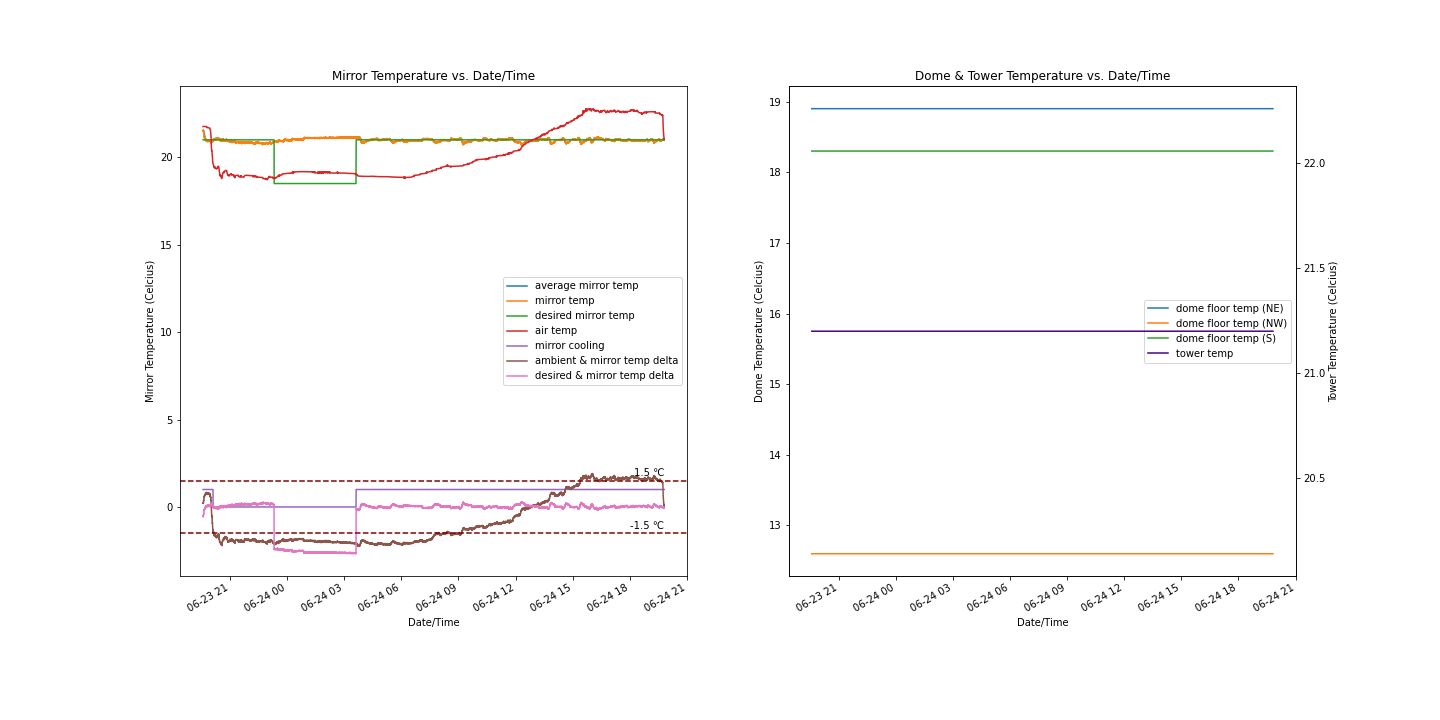 Mirror Temperature vs. Date/Time
Mirror Temperature (Celcius)
20
15
10
5
0
average mirror temp
mirror temp
desired mirror temp
air temp
mirror cooling
ambient & mirror temp delta
desired & mirror temp delta
1.5 ℃
-1.5 ℃
06-23 21
06-24 00
06-24 03
06-24 06
06-24 09
06-24 12
06-24 15
06-24 18
06-24 21
Date/Time
Dome & Tower Temperature vs. Date/Time
Dome Temperature (Celcius)
19
18
17
16
15
14
13
dome floor temp (NE)
dome floor temp (NW)
dome floor temp (S)
tower temp
22.0
21.5
21.0
20.5
Tower Temperature (Celcius)
06-23 21
06-24 00
06-24 03
06-24 06
06-24 09
06-24 12
06-24 15
06-24 18
06-24 21
Date/Time